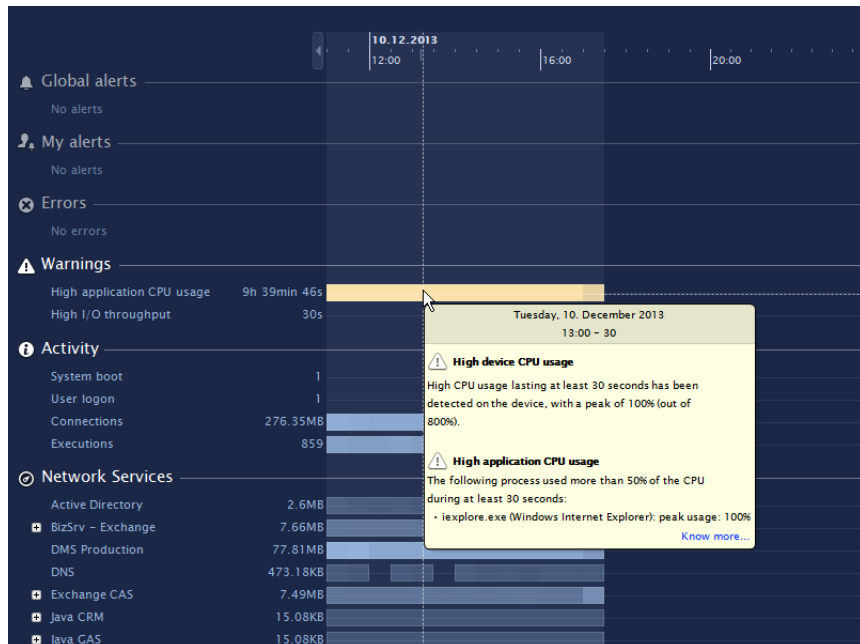 10.12.2013
12:00 16:00 20:00
Global alerts
No alerts
My alerts
No alerts
Errors
No errors
Warnings
High application CPU usage 9h 39min 46s
High I/O throughput 30s
Tuesday, 10. December 2013
13:00 - 30
High device CPU usage
High CPU usage lasting at least 30 seconds has been
detected on the device, with a peak of 100% (out of
800%).
High application CPU usage
The following process used more than 50% of the CPU
during at least 30 seconds:
• iexplore.exe (Windows Internet Explorer): peak usage: 100%
Know more...
Activity
System boot 1
User logon 1
Connections 276.35MB
Executions 859
Network Services
Active Directory 2.6MB
BizSrv - Exchange 7.66MB
DMS Production 77.81MB
DNS 473.18KB
Exchange CAS 7.49MB
Java CRM 15.08KB
Java GAS 15.08KB